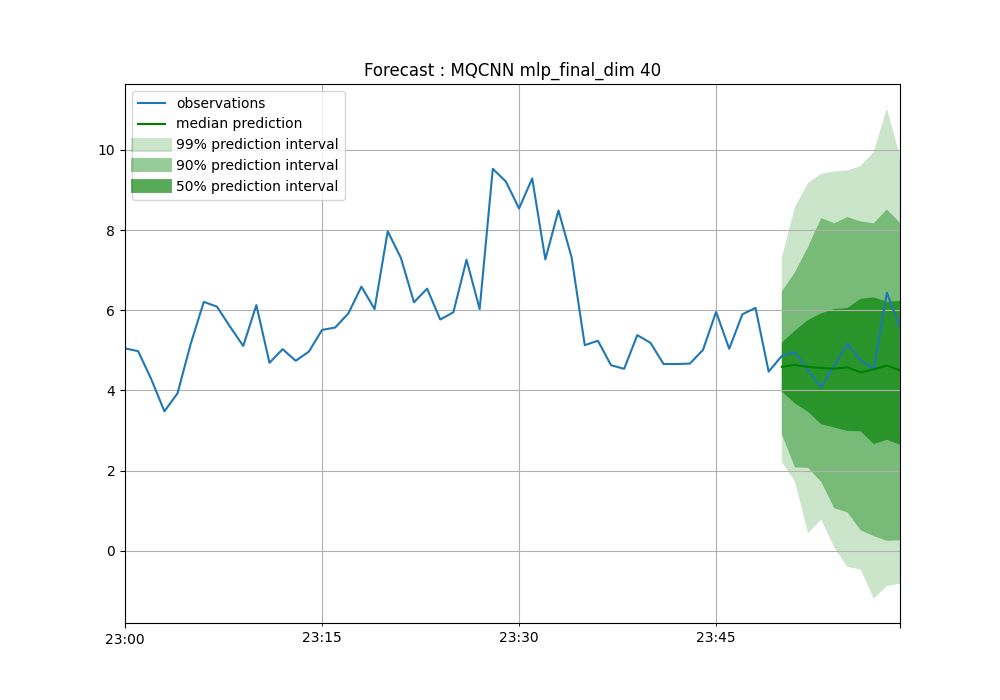 Forecast : MQCNN mlp_final_dim 40
observations
median prediction
99% prediction interval
90% prediction interval
50% prediction interval
10
8
6
4
2
0
23:00
23:15
23:30
23:45